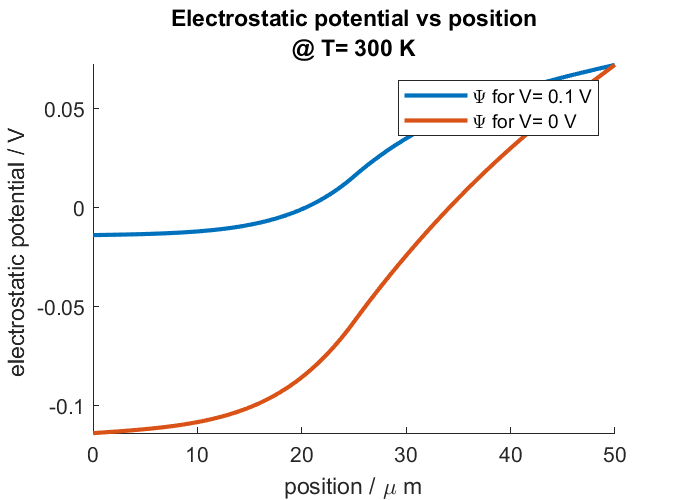 Electrostatic potential vs position
@ T= 300 K
Ψ for V= 0.1 V
Ψ for V= 0 V
electrostatic potential / V
0.05
0
-0.05
-0.1
0 10 20 30 40 50
position / μ m